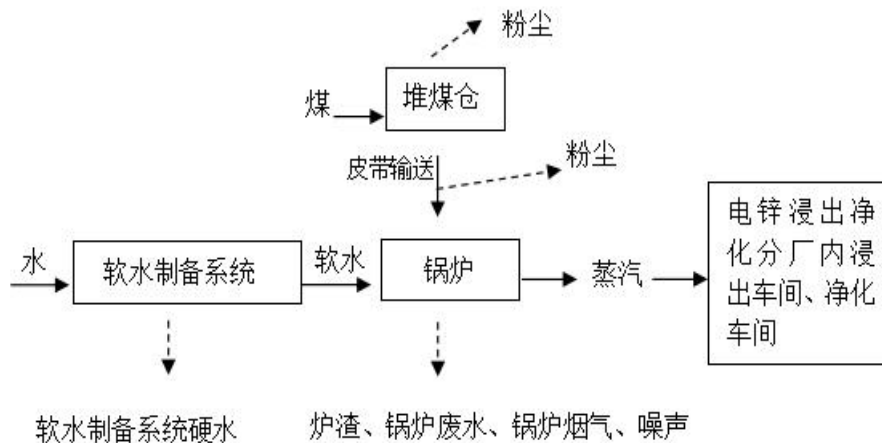 粉尘
煤
堆煤仓
皮带输送
粉尘
水
软水制备系统
软水
锅炉
蒸汽
电锌浸出净
化分厂内浸
出车间、净化
车间
软水制备系统硬水
炉渣、锅炉废水、锅炉烟气、噪声